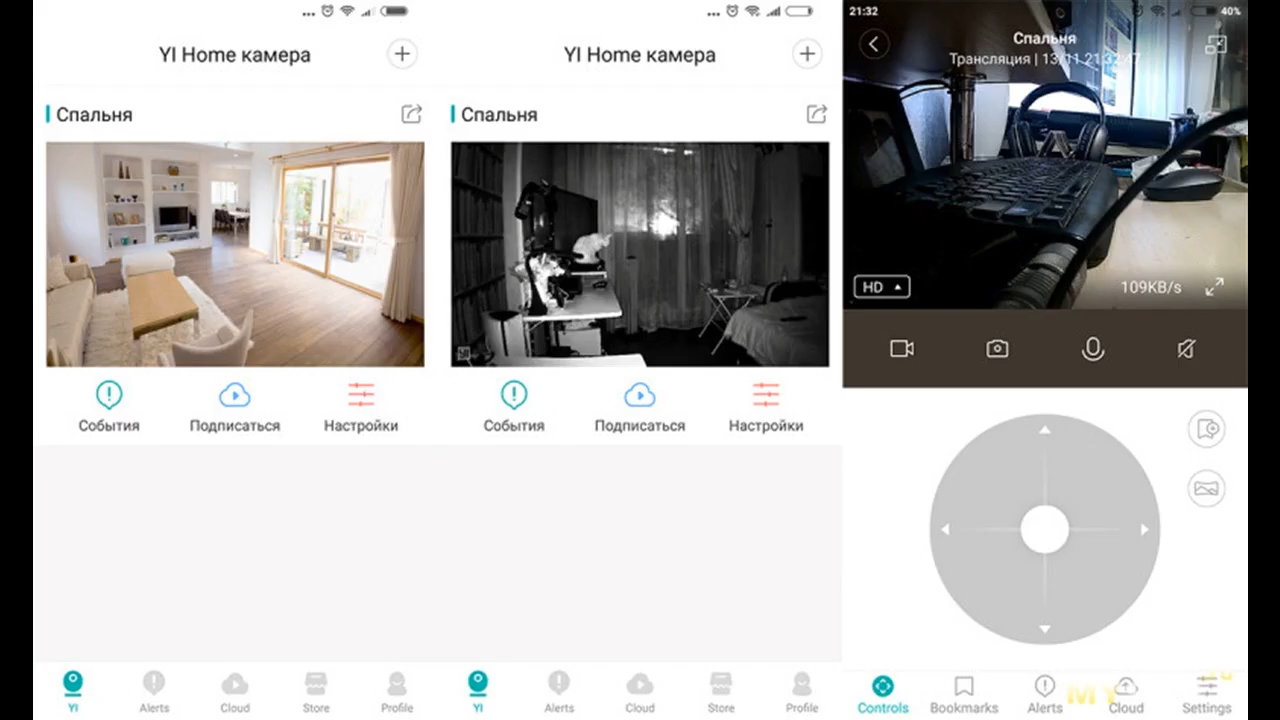 YI Home камера
Спальня
События
Подписаться
Настройки
YI
Alerts
Cloud
Store
Profile
YI Home камера
Спальня
События
Подписаться
Настройки
YI
Alerts
Cloud
Store
Profile
21:32
40%
Спальня
Трансляция | 13/11 21:32:47
HD
109KB/s
Controls
Bookmarks
Alerts
Cloud
Settings
MY